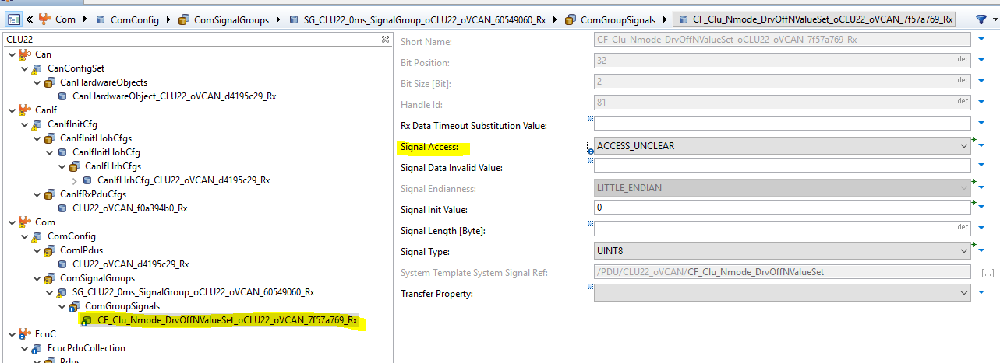 Com ComConfig ComSignalGroups SG_CLU22_0ms_SignalGroup_oCLU22_oVCAN_60549060_Rx ComGroupSignals CF_Clu_Nmode_DrvOffNValueSet_oCLU22_oVCAN_7f57a769_Rx
CLU22
Can
CanConfigSet
CanHardwareObjects
CanHardwareObject_CLU22_oVCAN_d4195c29_Rx
CanIf
CanIfInitCfg
CanIfInitHohCfgs
CanIfInitHohCfg
CanIfHrhCfgs
CanIfHrhCfg_CLU22_oVCAN_d4195c29_Rx
CanIfRxPduCfgs
CLU22_oVCAN_f0a394b0_Rx
Com
ComConfig
ComIPdus
CLU22_oVCAN_d4195c29_Rx
ComSignalGroups
SG_CLU22_0ms_SignalGroup_oCLU22_oVCAN_60549060_Rx
ComGroupSignals
CF_Clu_Nmode_DrvOffNValueSet_oCLU22_oVCAN_7f57a769_Rx
EcuC
EcucPduCollection
Pdus
Short Name: CF_Clu_Nmode_DrvOffNValueSet_oCLU22_oVCAN_7f57a769_Rx
Bit Position: 32 dec
Bit Size [Bit]: 2 dec
Handle Id: 81 dec
Rx Data Timeout Substitution Value:
Signal Access: ACCESS_UNCLEAR
Signal Data Invalid Value:
Signal Endianness: LITTLE_ENDIAN
Signal Init Value: 0
Signal Length [Byte]: dec
Signal Type: UINT8
System Template System Signal Ref: /PDU/CLU22_oVCAN/CF_Clu_Nmode_DrvOffNValueSet [...]
Transfer Property: